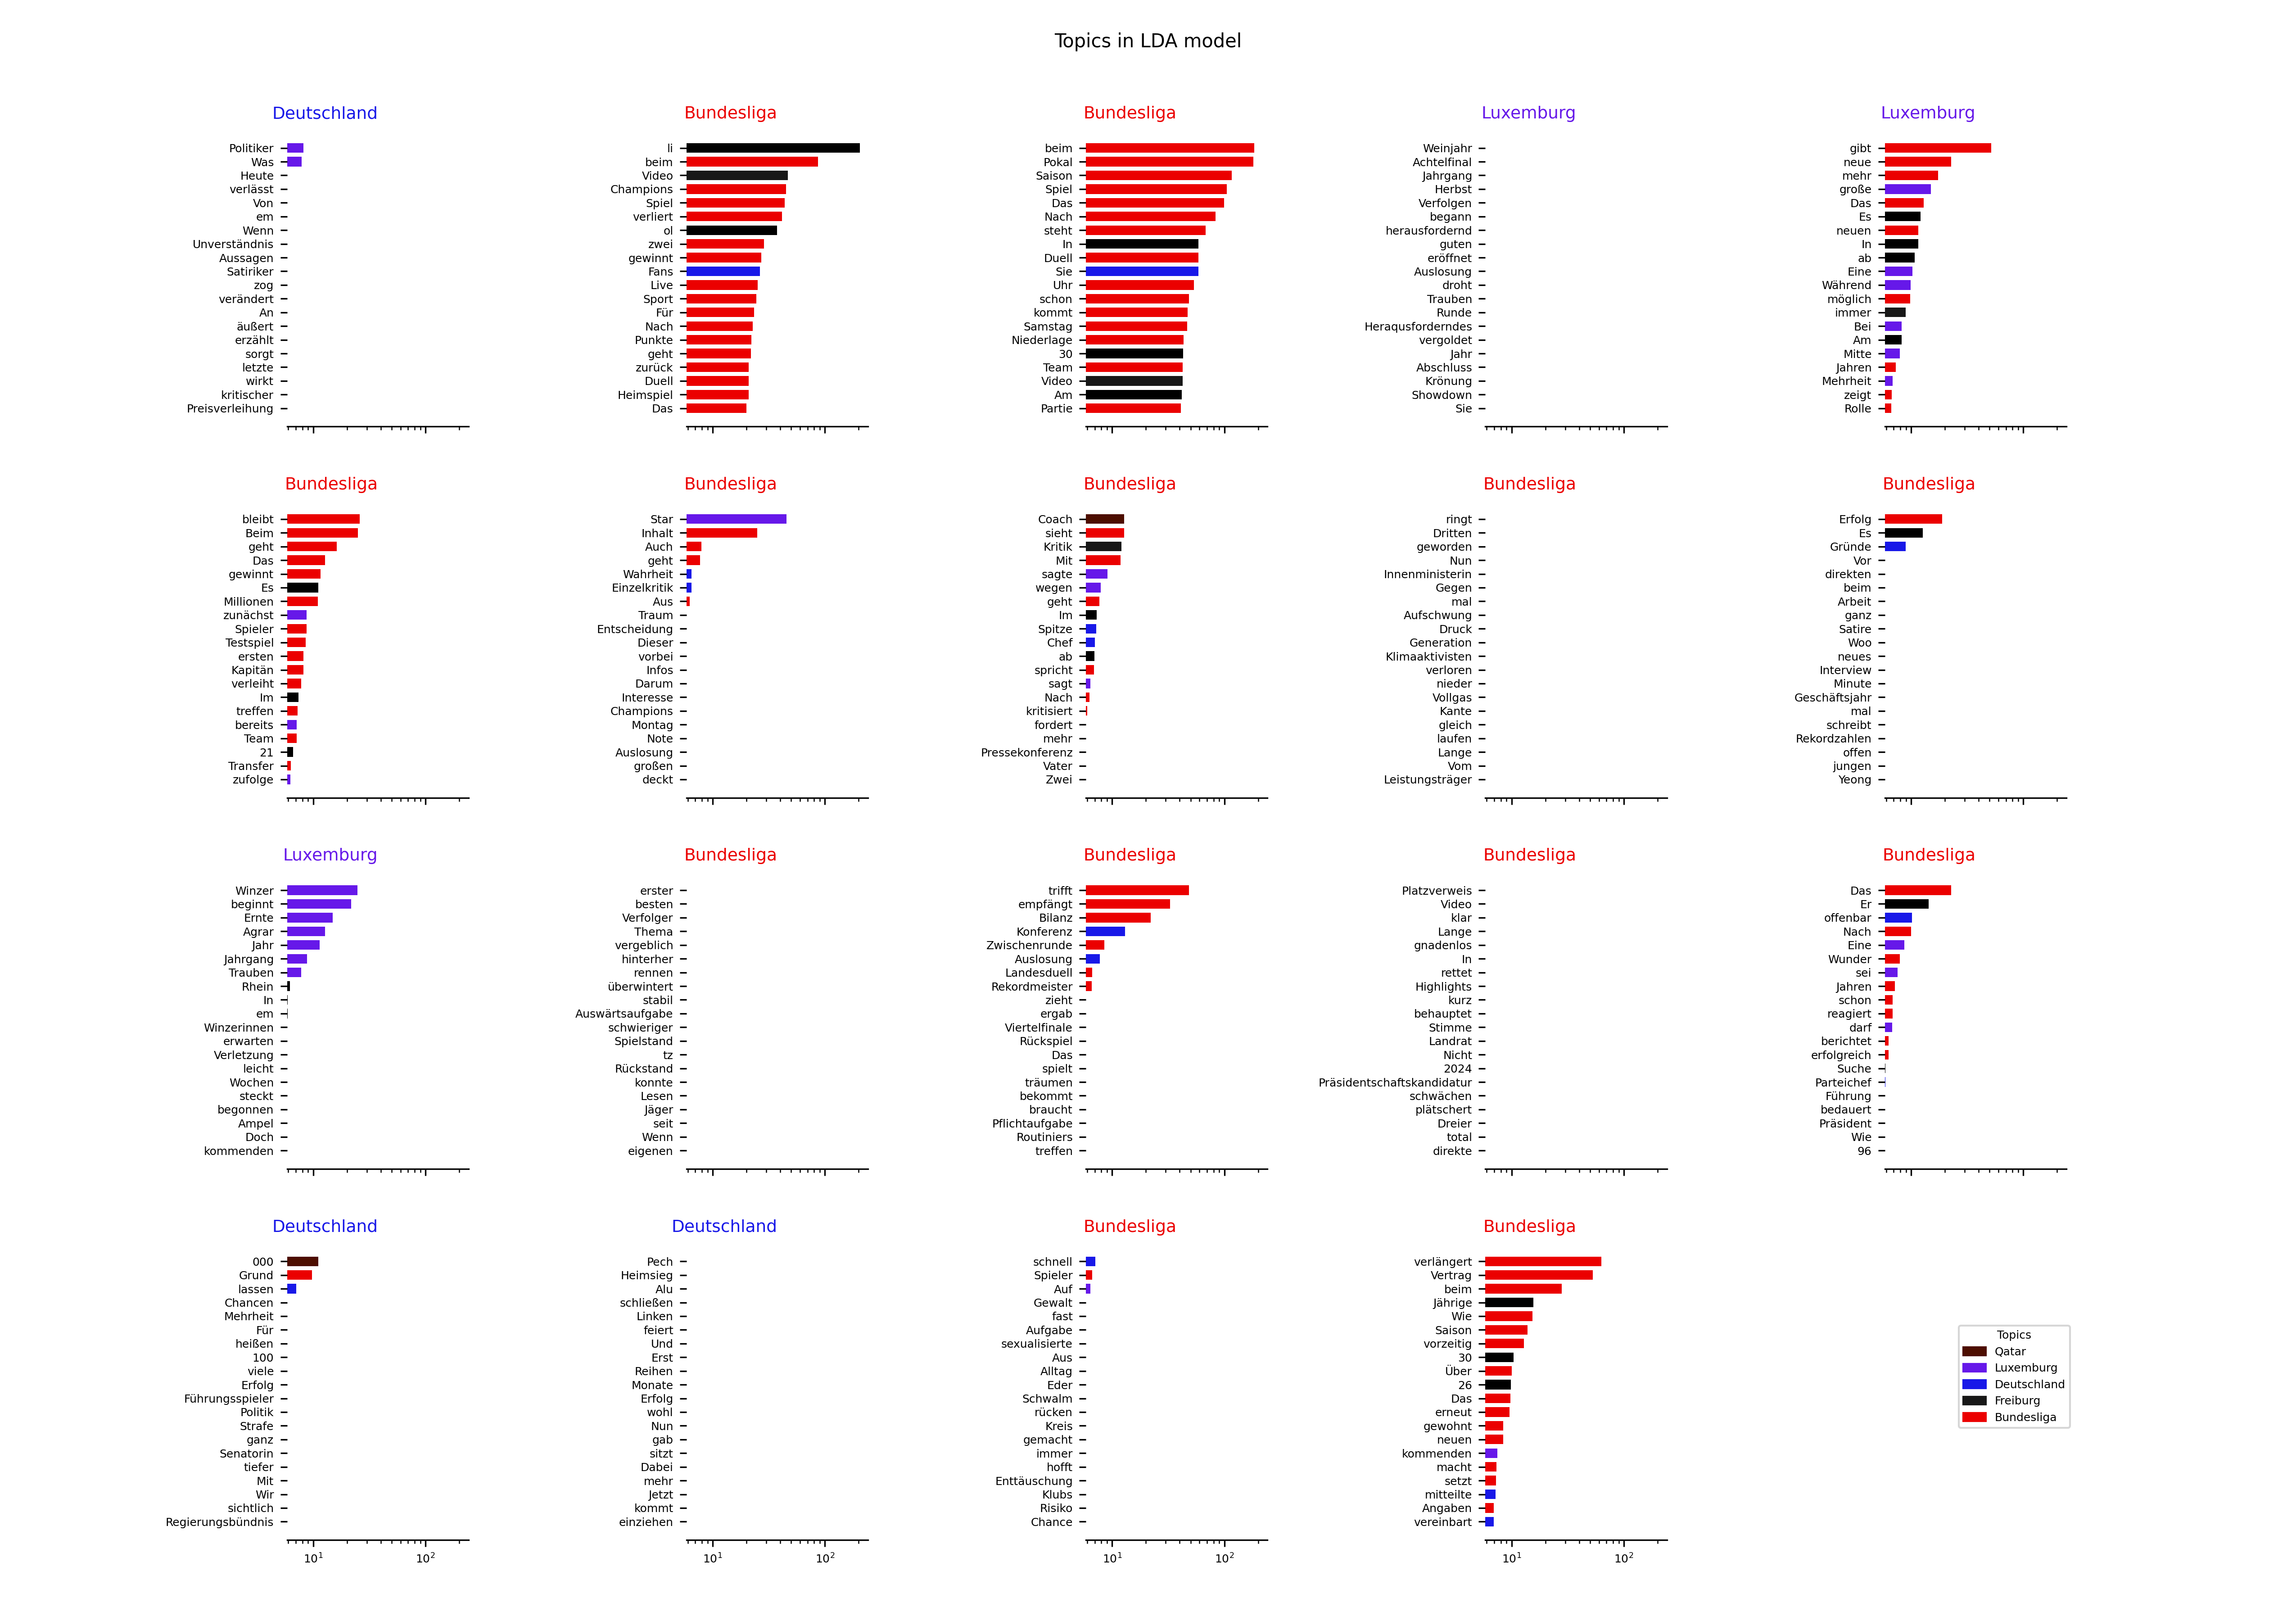 Topics in LDA model
Deutschland
Politiker
Was
Heute
verlässt
Von
em
Wenn
Unverständnis
Aussagen
Satiriker
zog
verändert
An
äußert
erzählt
sorgt
letzte
wirkt
kritischer
Preisverleihung
Bundesliga
li
beim
Video
Champions
Spiel
verliert
ol
zwei
gewinnt
Fans
Live
Sport
Für
Nach
Punkte
geht
zurück
Duell
Heimspiel
Das
Bundesliga
beim
Pokal
Saison
Spiel
Das
Nach
steht
In
Duell
Sie
Uhr
schon
kommt
Samstag
Niederlage
30
Team
Video
Am
Partie
Luxemburg
Weinjahr
Achtelfinal
Jahrgang
Herbst
Verfolgen
begann
herausfordernd
guten
eröffnet
Auslosung
droht
Trauben
Runde
Heraqusforderndes
vergoldet
Jahr
Abschluss
Krönung
Showdown
Sie
Luxemburg
gibt
neue
mehr
große
Das
Es
neuen
In
ab
Eine
Während
möglich
immer
Bei
Am
Mitte
Jahren
Mehrheit
zeigt
Rolle
Bundesliga
bleibt
Beim
geht
Das
gewinnt
Es
Millionen
zunächst
Spieler
Testspiel
ersten
Kapitän
verleiht
Im
treffen
bereits
Team
21
Transfer
zufolge
Bundesliga
Star
Inhalt
Auch
geht
Wahrheit
Einzelkritik
Aus
Traum
Entscheidung
Dieser
vorbei
Infos
Darum
Interesse
Champions
Montag
Note
Auslosung
großen
deckt
Bundesliga
Coach
sieht
Kritik
Mit
sagte
wegen
geht
Im
Spitze
Chef
ab
spricht
sagt
Nach
kritisiert
fordert
mehr
Pressekonferenz
Vater
Zwei
Bundesliga
ringt
Dritten
geworden
Nun
Innenministerin
Gegen
mal
Aufschwung
Druck
Generation
Klimaaktivisten
verloren
nieder
Vollgas
Kante
gleich
laufen
Lange
Vom
Leistungsträger
Bundesliga
Erfolg
Es
Gründe
Vor
direkten
beim
Arbeit
ganz
Satire
Woo
neues
Interview
Minute
Geschäftsjahr
mal
schreibt
Rekordzahlen
offen
jungen
Yeong
Luxemburg
Winzer
beginnt
Ernte
Agrar
Jahr
Jahrgang
Trauben
Rhein
In
em
Winzerinnen
erwarten
Verletzung
leicht
Wochen
steckt
begonnen
Ampel
Doch
kommenden
Bundesliga
erster
besten
Verfolger
Thema
vergeblich
hinterher
rennen
überwintert
stabil
Auswärtsaufgabe
schwieriger
Spielstand
tz
Rückstand
konnte
Lesen
Jäger
seit
Wenn
eigenen
Bundesliga
trifft
empfängt
Bilanz
Konferenz
Zwischenrunde
Auslosung
Landesduell
Rekordmeister
zieht
ergab
Viertelfinale
Rückspiel
Das
spielt
träumen
bekommt
braucht
Pflichtaufgabe
Routiniers
treffen
Bundesliga
Platzverweis
Video
klar
Lange
gnadenlos
In
rettet
Highlights
kurz
behauptet
Stimme
Landrat
Nicht
2024
Präsidentschaftskandidatur
schwächen
plätschert
Dreier
total
direkte
Bundesliga
Das
Er
offenbar
Nach
Eine
Wunder
sei
Jahren
schon
reagiert
darf
berichtet
erfolgreich
Suche
Parteichef
Führung
bedauert
Präsident
Wie
96
Deutschland
000
Grund
lassen
Chancen
Mehrheit
Für
heißen
100
viele
Erfolg
Führungsspieler
Politik
Strafe
ganz
Senatorin
tiefer
Mit
Wir
sichtlich
Regierungsbündnis
10¹ 10²
Deutschland
Pech
Heimsieg
Alu
schließen
Linken
feiert
Und
Erst
Reihen
Monate
Erfolg
wohl
Nun
gab
sitzt
Dabei
mehr
Jetzt
kommt
einziehen
10¹ 10²
Bundesliga
schnell
Spieler
Auf
Gewalt
fast
Aufgabe
sexualisierte
Aus
Alltag
Eder
Schwalm
rücken
Kreis
gemacht
immer
hofft
Enttäuschung
Klubs
Risiko
Chance
10¹ 10²
Bundesliga
verlängert
Vertrag
beim
Jährige
Wie
Saison
vorzeitig
30
Über
26
Das
erneut
gewohnt
neuen
kommenden
macht
setzt
mitteilte
Angaben
vereinbart
10¹ 10²
10¹ 10²
Topics
Qatar
Luxemburg
Deutschland
Freiburg
Bundesliga